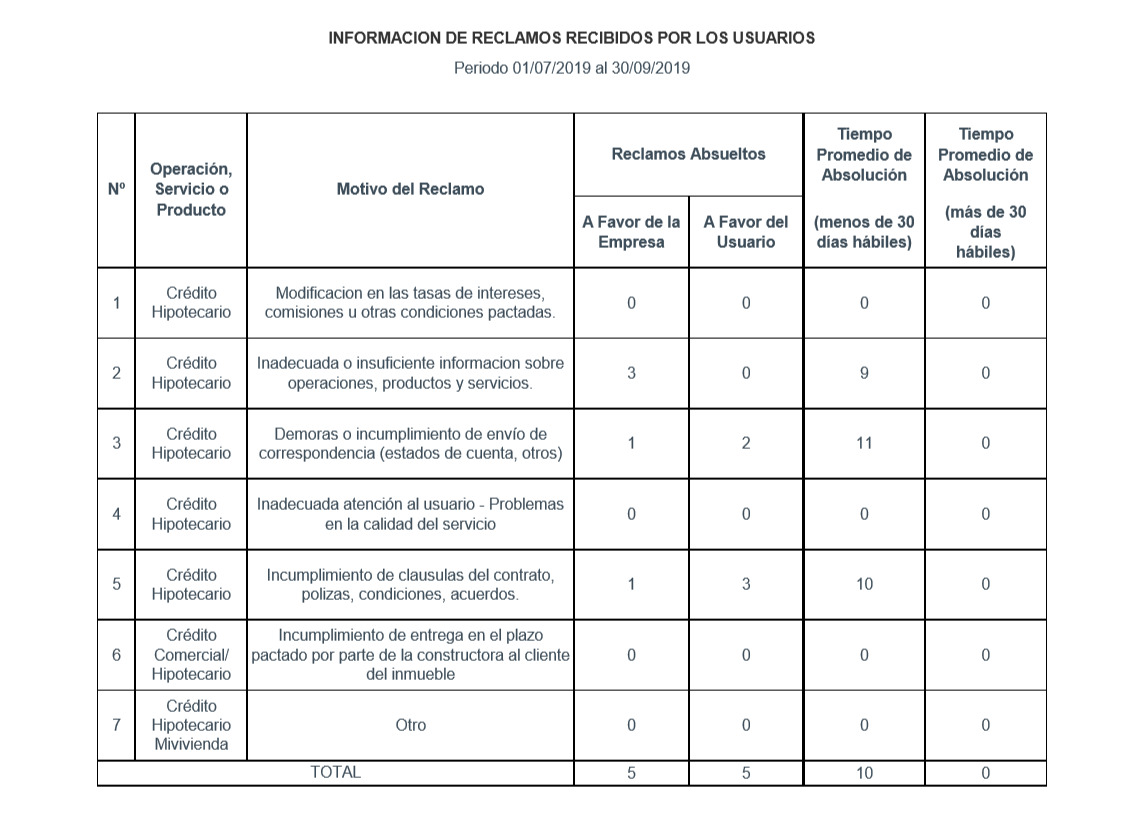 INFORMACION DE RECLAMOS RECIBIDOS POR LOS USUARIOS
Periodo 01/07/2019 al 30/09/2019
Nº
Operación,
Servicio o
Producto
Motivo del Reclamo
Reclamos Absueltos
A Favor de la
Empresa
A Favor del
Usuario
Tiempo
Promedio de
Absolución
(menos de 30
días hábiles)
Tiempo
Promedio de
Absolución
(más de 30
días
hábiles)
1
Crédito
Hipotecario
Modificacion en las tasas de intereses,
comisiones u otras condiciones pactadas.
0
0
0
0
2
Crédito
Hipotecario
Inadecuada o insuficiente informacion sobre
operaciones, productos y servicios.
3
0
9
0
3
Crédito
Hipotecario
Demoras o incumplimiento de envío de
correspondencia (estados de cuenta, otros)
1
2
11
0
4
Crédito
Hipotecario
Inadecuada atención al usuario - Problemas
en la calidad del servicio
0
0
0
0
5
Crédito
Hipotecario
Incumplimiento de clausulas del contrato,
polizas, condiciones, acuerdos.
1
3
10
0
6
Crédito
Comercial/
Hipotecario
Incumplimiento de entrega en el plazo
pactado por parte de la constructora al cliente
del inmueble
0
0
0
0
7
Crédito
Hipotecario
Mivivienda
Otro
0
0
0
0
TOTAL
5
5
10
0